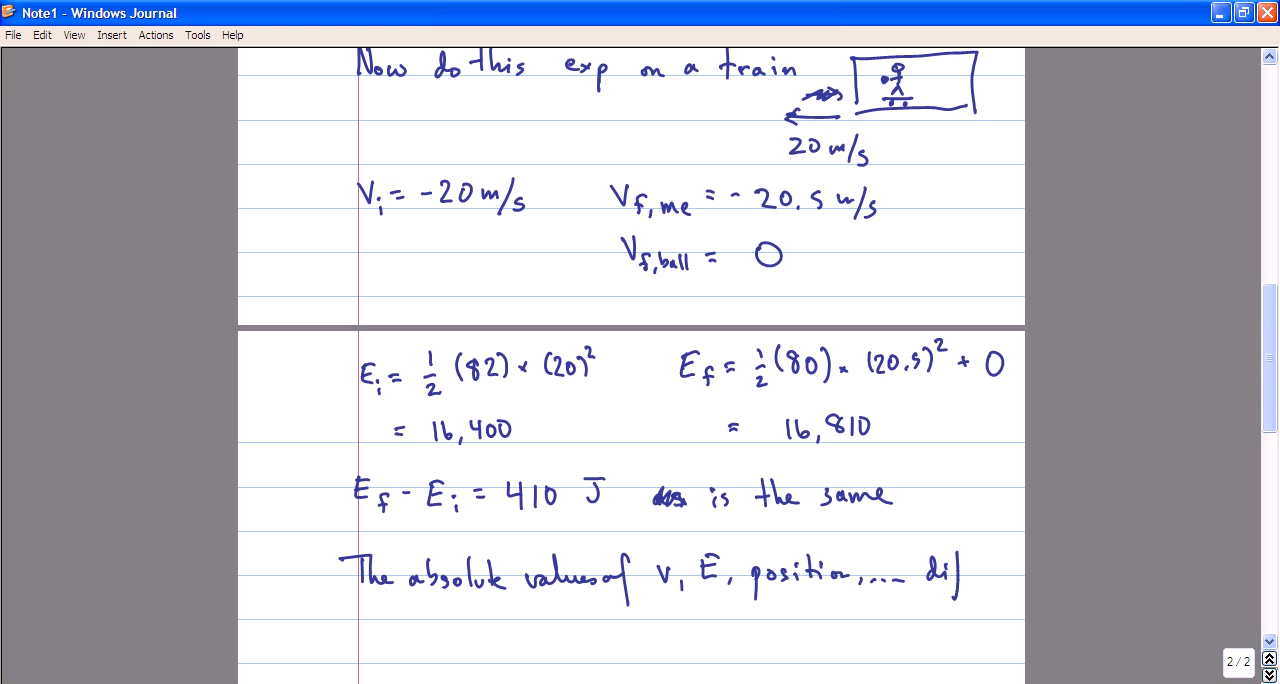 Note1 - Windows Journal
File Edit View Insert Actions Tools Help
Now do this exp on a train
20 m/s
Vi = -20 m/s Vf,me = - 20.5 m/s
Vf,ball = 0
Ei = 1/2 (82) × (20)² Ef = 1/2 (80) × (20.5)² + 0
= 16,400 = 16,810
Ef - Ei = 410 J is the same
The absolute values of v, E, position, .... dif
2 / 2